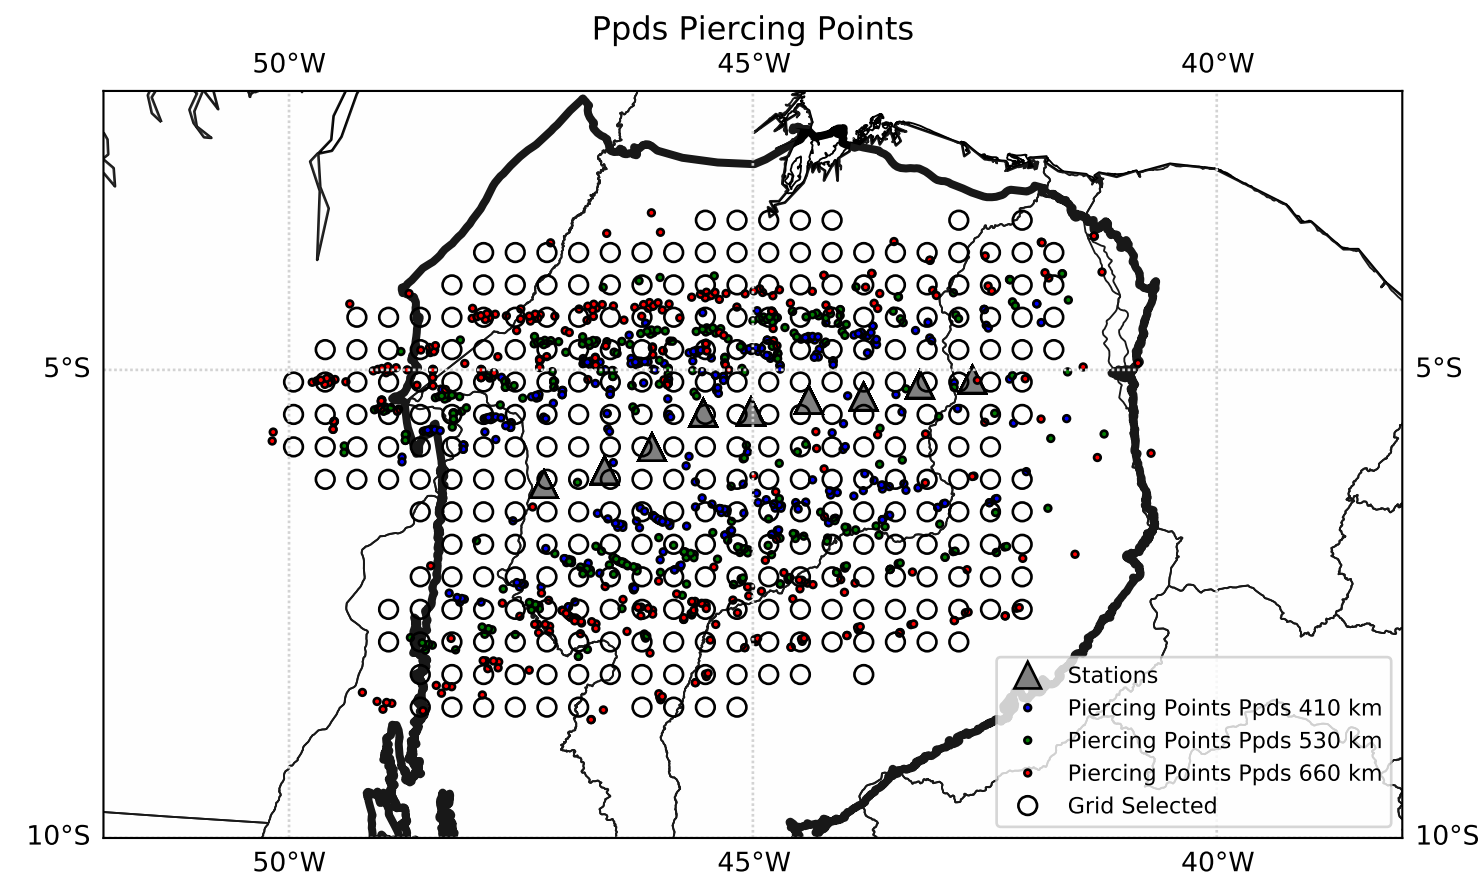 Ppds Piercing Points
50°W 45°W 40°W
5°S 5°S
Stations
Piercing Points Ppds 410 km
Piercing Points Ppds 530 km
Piercing Points Ppds 660 km
Grid Selected
10°S 10°S
50°W 45°W 40°W